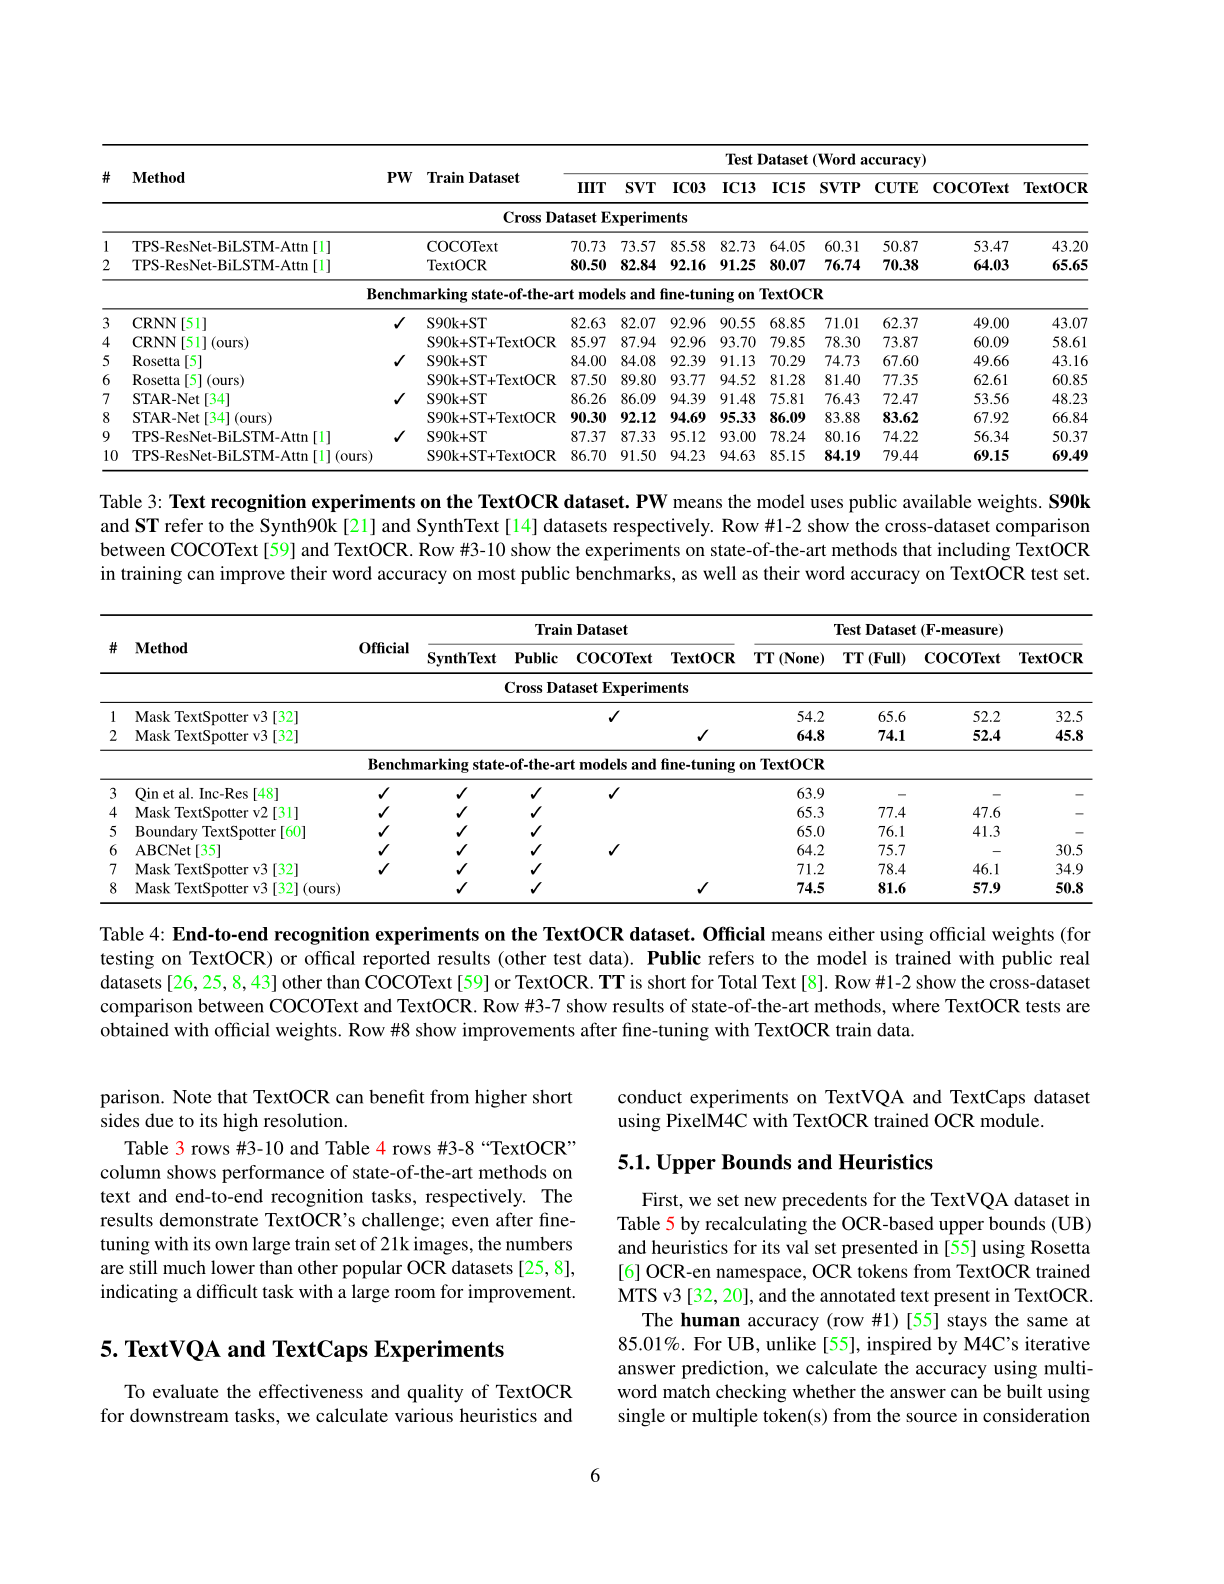 Test Dataset (Word accuracy)
# Method PW Train Dataset
IIIT SVT IC03 IC13 IC15 SVTP CUTE COCOText TextOCR
Cross Dataset Experiments
1 TPS-ResNet-BiLSTM-Attn [1] COCOText 70.73 73.57 85.58 82.73 64.05 60.31 50.87 53.47 43.20
2 TPS-ResNet-BiLSTM-Attn [1] TextOCR 80.50 82.84 92.16 91.25 80.07 76.74 70.38 64.03 65.65
Benchmarking state-of-the-art models and fine-tuning on TextOCR
3 CRNN [51] ✓ S90k+ST 82.63 82.07 92.96 90.55 68.85 71.01 62.37 49.00 43.07
4 CRNN [51] (ours) S90k+ST+TextOCR 85.97 87.94 92.96 93.70 79.85 78.30 73.87 60.09 58.61
5 Rosetta [5] ✓ S90k+ST 84.00 84.08 92.39 91.13 70.29 74.73 67.60 49.66 43.16
6 Rosetta [5] (ours) S90k+ST+TextOCR 87.50 89.80 93.77 94.52 81.28 81.40 77.35 62.61 60.85
7 STAR-Net [34] ✓ S90k+ST 86.26 86.09 94.39 91.48 75.81 76.43 72.47 53.56 48.23
8 STAR-Net [34] (ours) S90k+ST+TextOCR 90.30 92.12 94.69 95.33 86.09 83.88 83.62 67.92 66.84
9 TPS-ResNet-BiLSTM-Attn [1] ✓ S90k+ST 87.37 87.33 95.12 93.00 78.24 80.16 74.22 56.34 50.37
10 TPS-ResNet-BiLSTM-Attn [1] (ours) S90k+ST+TextOCR 86.70 91.50 94.23 94.63 85.15 84.19 79.44 69.15 69.49
Table 3: Text recognition experiments on the TextOCR dataset. PW means the model uses public available weights. S90k
and ST refer to the Synth90k [21] and SynthText [14] datasets respectively. Row #1-2 show the cross-dataset comparison
between COCOText [59] and TextOCR. Row #3-10 show the experiments on state-of-the-art methods that including TextOCR
in training can improve their word accuracy on most public benchmarks, as well as their word accuracy on TextOCR test set.
Train Dataset Test Dataset (F-measure)
# Method Official
SynthText Public COCOText TextOCR TT (None) TT (Full) COCOText TextOCR
Cross Dataset Experiments
1 Mask TextSpotter v3 [32] ✓ 54.2 65.6 52.2 32.5
2 Mask TextSpotter v3 [32] ✓ 64.8 74.1 52.4 45.8
Benchmarking state-of-the-art models and fine-tuning on TextOCR
3 Qin et al. Inc-Res [48] ✓ ✓ ✓ ✓ 63.9 – – –
4 Mask TextSpotter v2 [31] ✓ ✓ ✓ 65.3 77.4 47.6 –
5 Boundary TextSpotter [60] ✓ ✓ ✓ 65.0 76.1 41.3 –
6 ABCNet [35] ✓ ✓ ✓ ✓ 64.2 75.7 – 30.5
7 Mask TextSpotter v3 [32] ✓ ✓ ✓ 71.2 78.4 46.1 34.9
8 Mask TextSpotter v3 [32] (ours) ✓ ✓ ✓ 74.5 81.6 57.9 50.8
Table 4: End-to-end recognition experiments on the TextOCR dataset. Official means either using official weights (for
testing on TextOCR) or offical reported results (other test data). Public refers to the model is trained with public real
datasets [26, 25, 8, 43] other than COCOText [59] or TextOCR. TT is short for Total Text [8]. Row #1-2 show the cross-dataset
comparison between COCOText and TextOCR. Row #3-7 show results of state-of-the-art methods, where TextOCR tests are
obtained with official weights. Row #8 show improvements after fine-tuning with TextOCR train data.
parison. Note that TextOCR can benefit from higher short
sides due to its high resolution.
Table 3 rows #3-10 and Table 4 rows #3-8 “TextOCR”
column shows performance of state-of-the-art methods on
text and end-to-end recognition tasks, respectively. The
results demonstrate TextOCR’s challenge; even after fine-
tuning with its own large train set of 21k images, the numbers
are still much lower than other popular OCR datasets [25, 8],
indicating a difficult task with a large room for improvement.
5. TextVQA and TextCaps Experiments
To evaluate the effectiveness and quality of TextOCR
for downstream tasks, we calculate various heuristics and
conduct experiments on TextVQA and TextCaps dataset
using PixelM4C with TextOCR trained OCR module.
5.1. Upper Bounds and Heuristics
First, we set new precedents for the TextVQA dataset in
Table 5 by recalculating the OCR-based upper bounds (UB)
and heuristics for its val set presented in [55] using Rosetta
[6] OCR-en namespace, OCR tokens from TextOCR trained
MTS v3 [32, 20], and the annotated text present in TextOCR.
The human accuracy (row #1) [55] stays the same at
85.01%. For UB, unlike [55], inspired by M4C’s iterative
answer prediction, we calculate the accuracy using multi-
word match checking whether the answer can be built using
single or multiple token(s) from the source in consideration
6